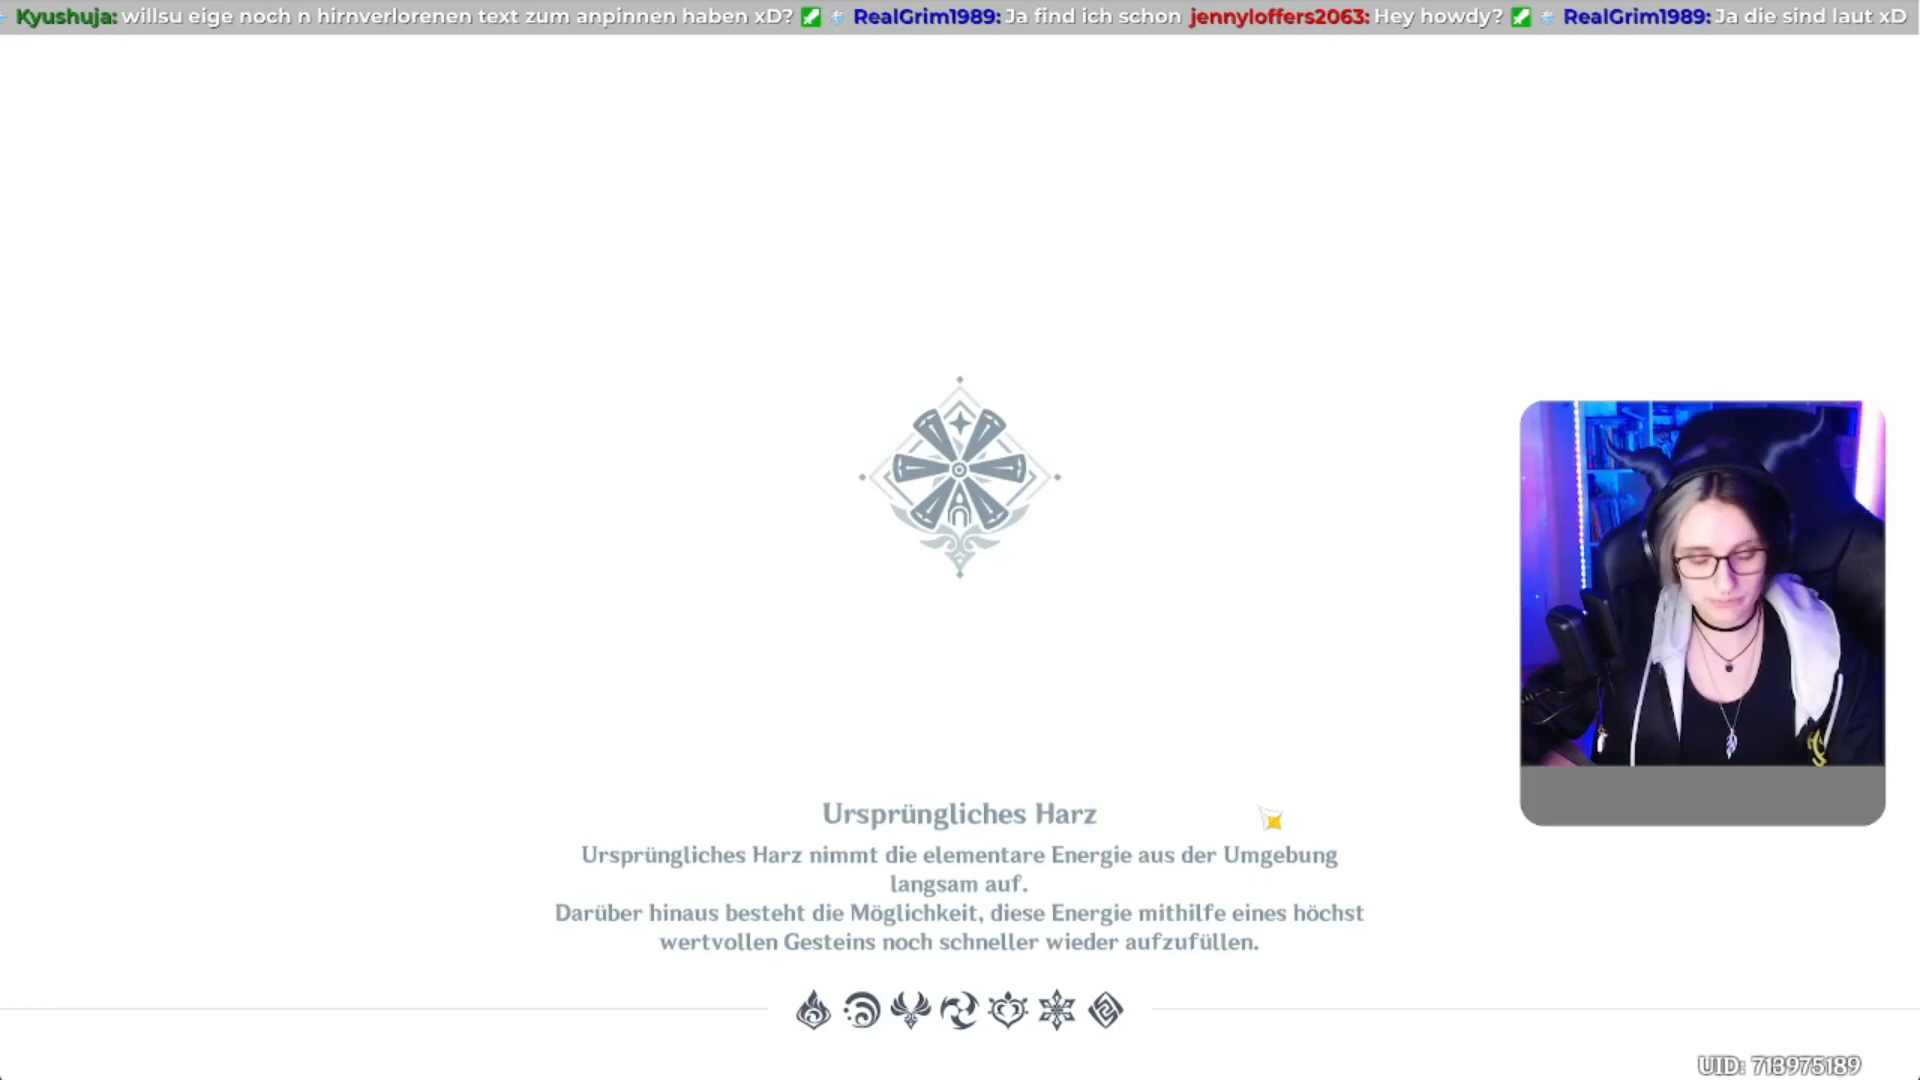 Kyushuja: willsu eige noch n hirnverlorenen text zum anpinnen haben xD? RealGrim1989: Ja find ich schon jennyloffers2063: Hey howdy? RealGrim1989: Ja die sind laut xD
Ursprüngliches Harz
Ursprüngliches Harz nimmt die elementare Energie aus der Umgebung
langsam auf.
Darüber hinaus besteht die Möglichkeit, diese Energie mithilfe eines höchst
wertvollen Gesteins noch schneller wieder aufzufüllen.
UID: 713975189